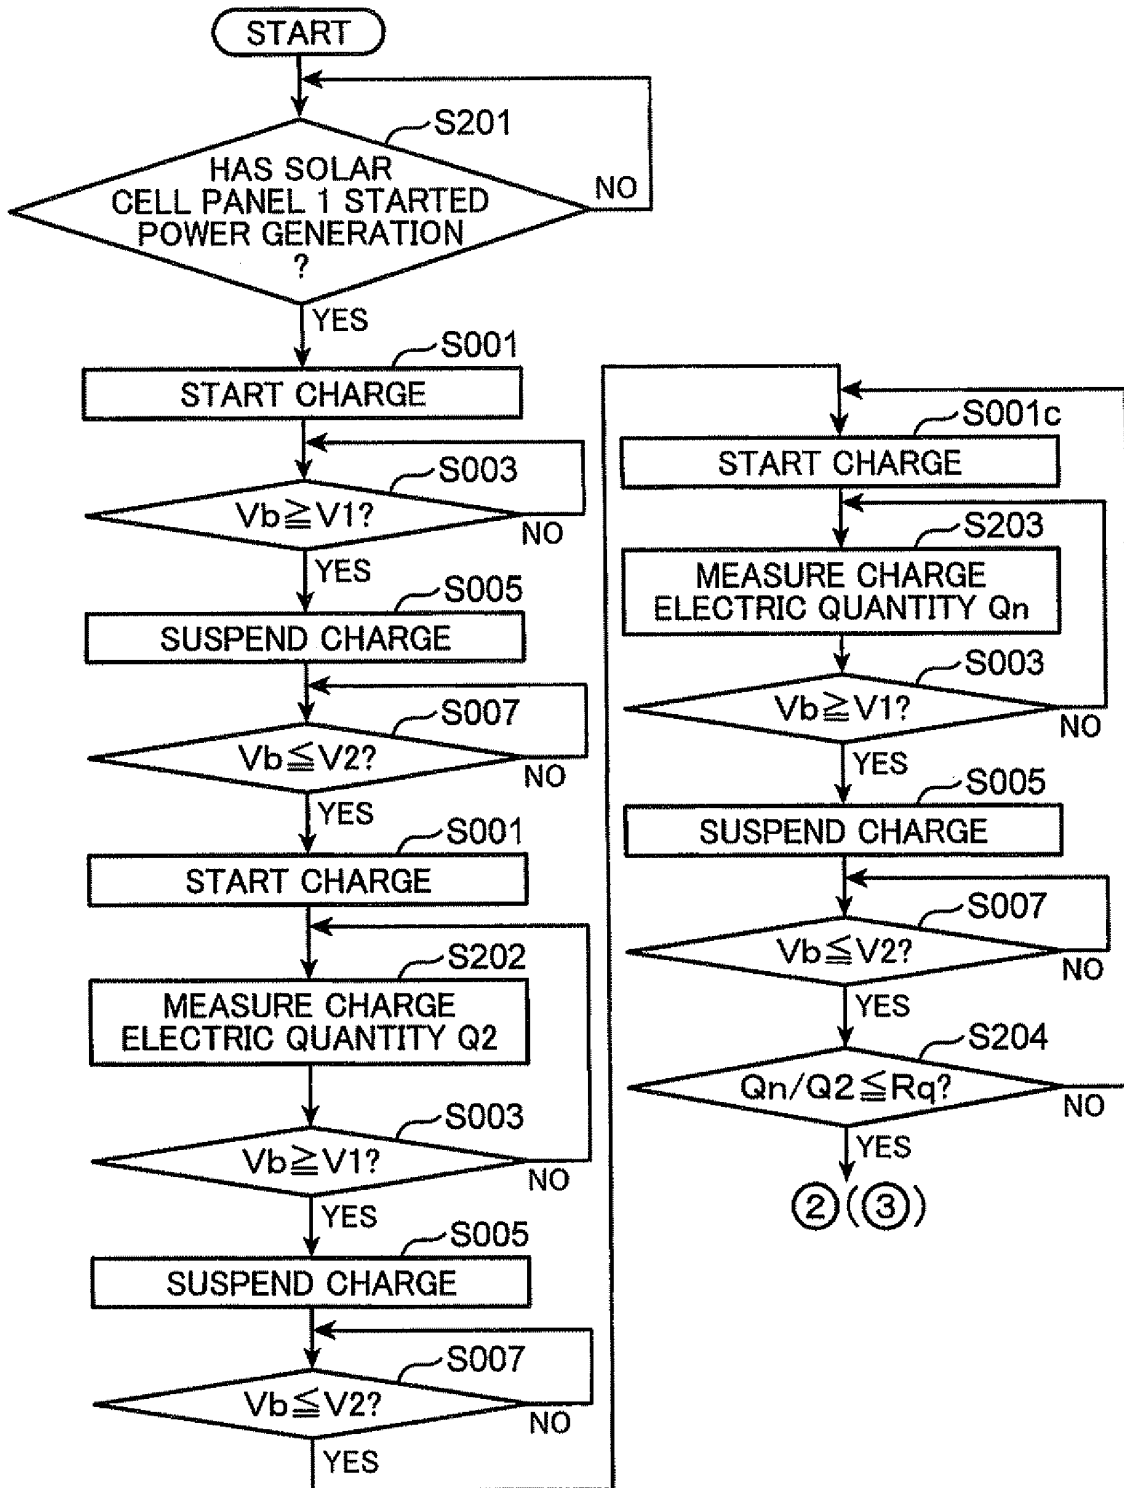 START
S201
HAS SOLAR
CELL PANEL 1 STARTED
POWER GENERATION
?
NO
YES
S001
START CHARGE
S003
Vb≧V1?
NO
YES
S005
SUSPEND CHARGE
S007
Vb≦V2?
NO
YES
S001
START CHARGE
S202
MEASURE CHARGE
ELECTRIC QUANTITY Q2
S003
Vb≧V1?
NO
YES
S005
SUSPEND CHARGE
S007
Vb≦V2?
NO
YES
S001c
START CHARGE
S203
MEASURE CHARGE
ELECTRIC QUANTITY Qn
S003
Vb≧V1?
NO
YES
S005
SUSPEND CHARGE
S007
Vb≦V2?
NO
YES
S204
Qn/Q2≦Rq?
NO
YES
②(③)